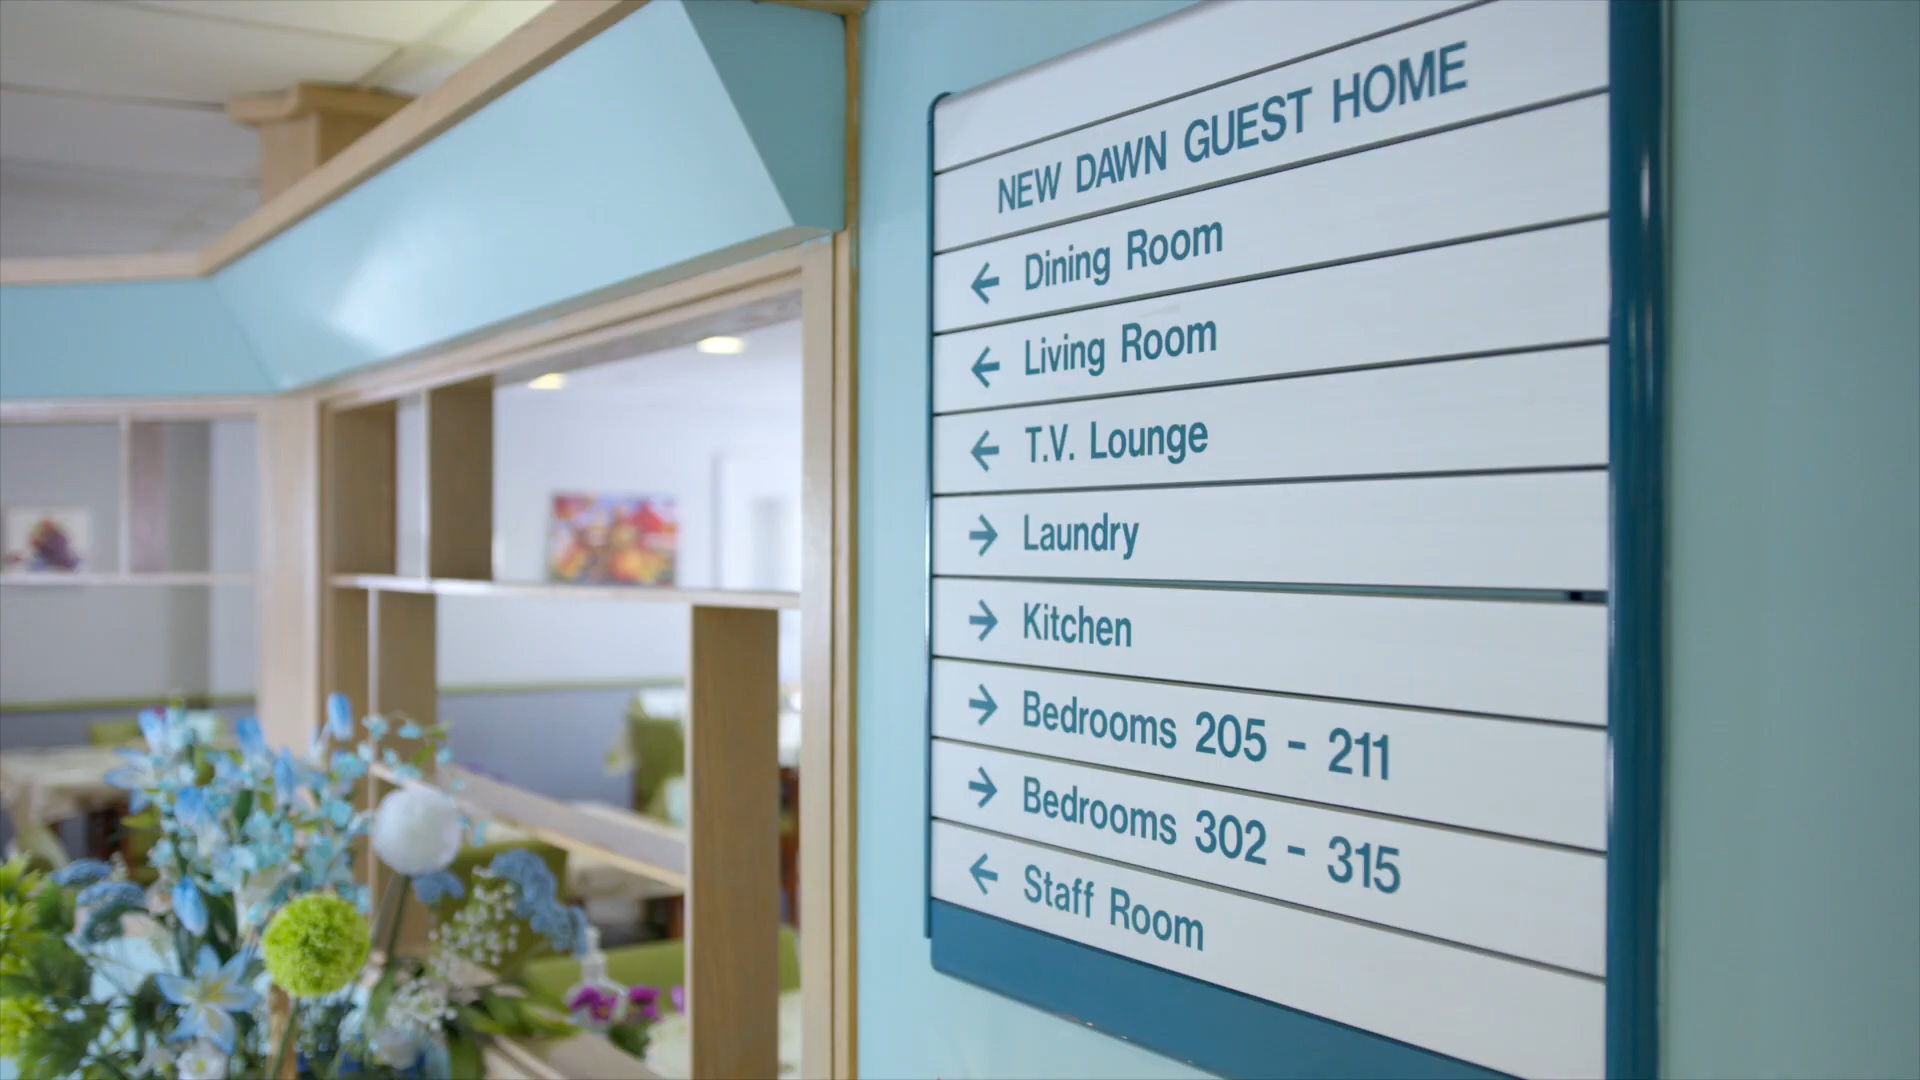 NEW DAWN GUEST HOME
← Dining Room
← Living Room
← T.V. Lounge
→ Laundry
→ Kitchen
→ Bedrooms 205 - 211
→ Bedrooms 302 - 315
← Staff Room